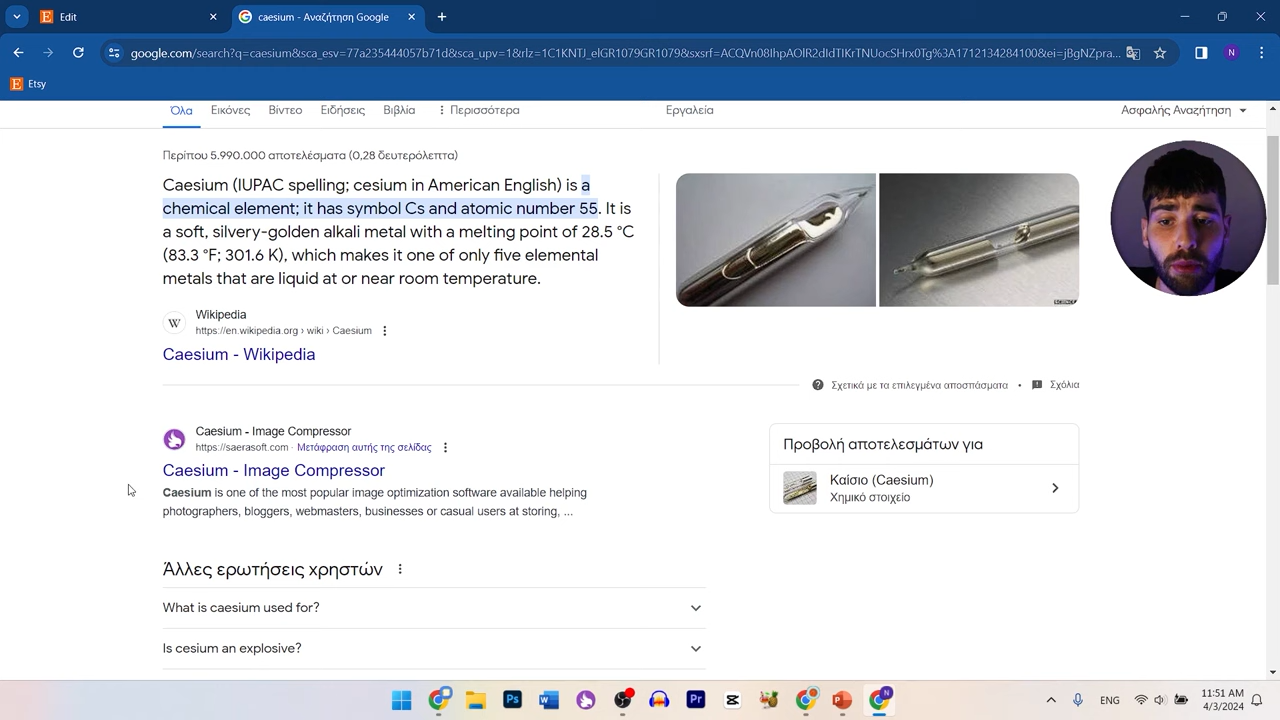 Edit
caesium - Αναζήτηση Google
google.com/search?q=caesium&sca_esv=77a235444057b71d&sca_upv=1&rlz=1C1KNTJ_elGR1079GR1079&sxsrf=ACQVn08IhpAOlR2dIdTIKrTNUocSHrx0Tg%3A1712134284100&ei=jBgNZpra...
N
Etsy
Όλα Εικόνες Βίντεο Ειδήσεις Βιβλία Περισσότερα Εργαλεία Ασφαλής Αναζήτηση
Περίπου 5.990.000 αποτελέσματα (0,28 δευτερόλεπτα)
Caesium (IUPAC spelling; cesium in American English) is a
chemical element; it has symbol Cs and atomic number 55. It is
a soft, silvery-golden alkali metal with a melting point of 28.5 °C
(83.3 °F; 301.6 K), which makes it one of only five elemental
metals that are liquid at or near room temperature.
W
Wikipedia
https://en.wikipedia.org › wiki › Caesium
Caesium - Wikipedia
Σχετικά με τα επιλεγμένα αποσπάσματα • Σχόλια
Caesium - Image Compressor
https://saerasoft.com · Μετάφραση αυτής της σελίδας
Caesium - Image Compressor
Caesium is one of the most popular image optimization software available helping
photographers, bloggers, webmasters, businesses or casual users at storing, ...
Προβολή αποτελεσμάτων για
Καίσιο (Caesium)
Χημικό στοιχείο
Άλλες ερωτήσεις χρηστών
What is caesium used for?
Is cesium an explosive?
ENG
11:51 AM
4/3/2024